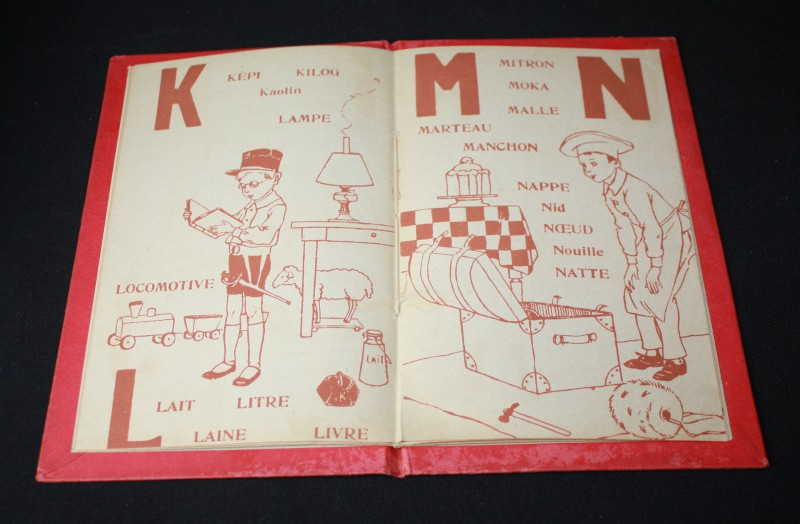 K
KÉPI KILOG
Kaolin
LAMPE
LOCOMOTIVE
Lait
K
L
LAIT LITRE
LAINE LIVRE
M
MITRON
MOKA
MALLE
MARTEAU
MANCHON
N
NAPPE
Nid
NŒUD
Nouille
NATTE